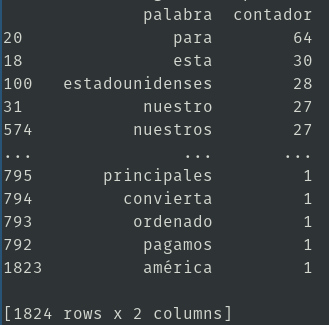 palabra contador
20 para 64
18 esta 30
100 estadounidenses 28
31 nuestro 27
574 nuestros 27
... ... ...
795 principales 1
794 convierta 1
793 ordenado 1
792 pagamos 1
1823 américa 1
[1824 rows x 2 columns]